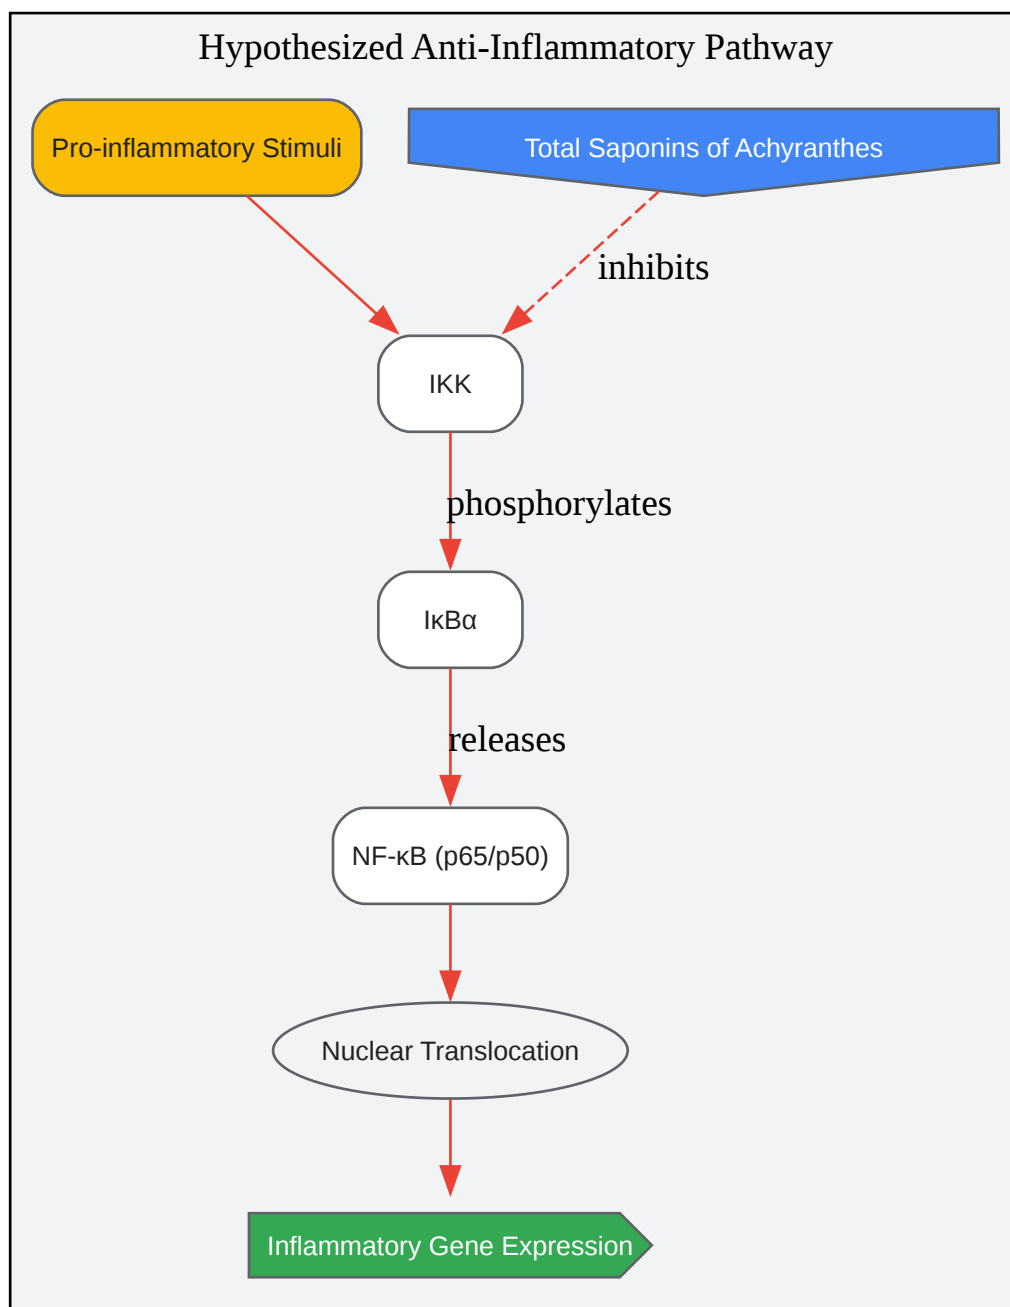 Hypothesized Anti-Inflammatory Pathway
Pro-inflammatory Stimuli
Total Saponins of Achyranthes
inhibits
IKK
phosphorylates
IκBα
releases
NF-κB (p65/p50)
Nuclear Translocation
Inflammatory Gene Expression